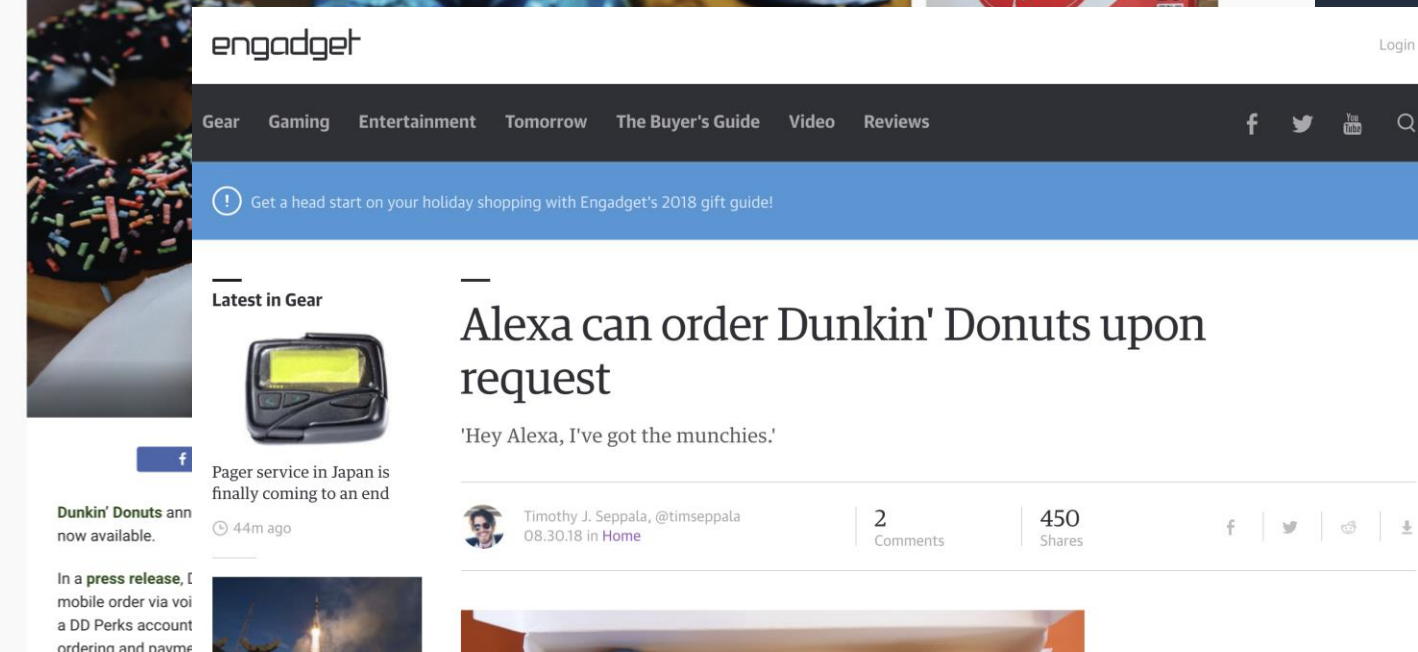 engadget
Login
Gear Gaming Entertainment Tomorrow The Buyer's Guide Video Reviews
You Tube
Get a head start on your holiday shopping with Engadget's 2018 gift guide!
Latest in Gear
Pager service in Japan is
finally coming to an end
44m ago
Alexa can order Dunkin' Donuts upon
request
'Hey Alexa, I've got the munchies.'
Timothy J. Seppala, @timseppala
08.30.18 in Home
2
Comments
450
Shares
Dunkin' Donuts ann
now available.
In a press release, D
mobile order via voi
a DD Perks account
ordering and payme